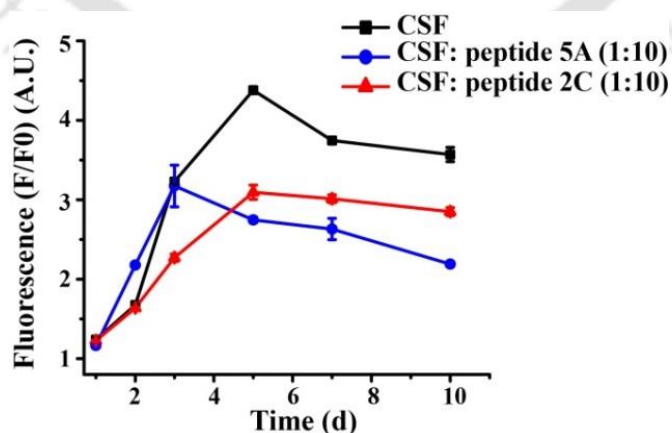 CSF
CSF: peptide 5A (1:10)
CSF: peptide 2C (1:10)
Fluorescence (F/F0) (A.U.)
5
4
3
2
1
2 4 6 8 10
Time (d)